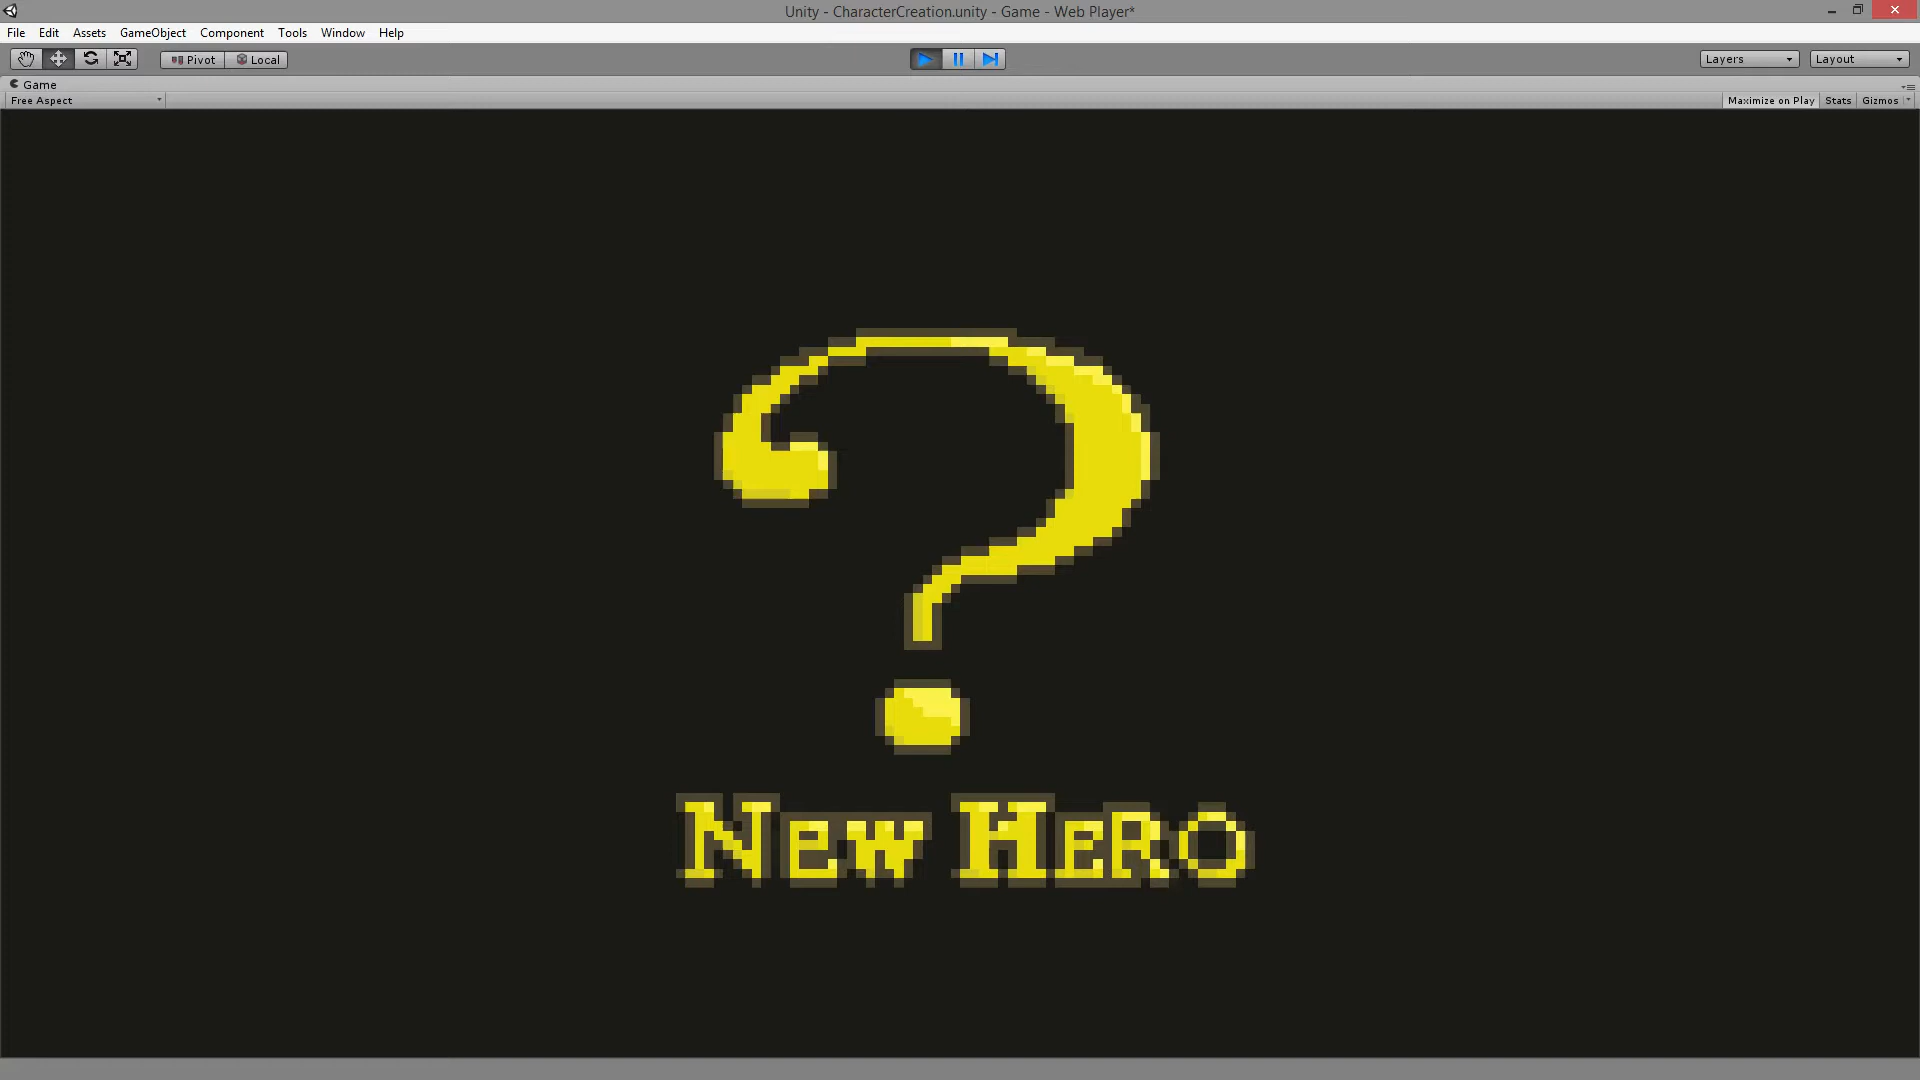 Unity - CharacterCreation.unity - Game - Web Player*
File Edit Assets GameObject Component Tools Window Help
Pivot Local Layers Layout
Game
Free Aspect Maximize on Play Stats Gizmos
?
New Hero